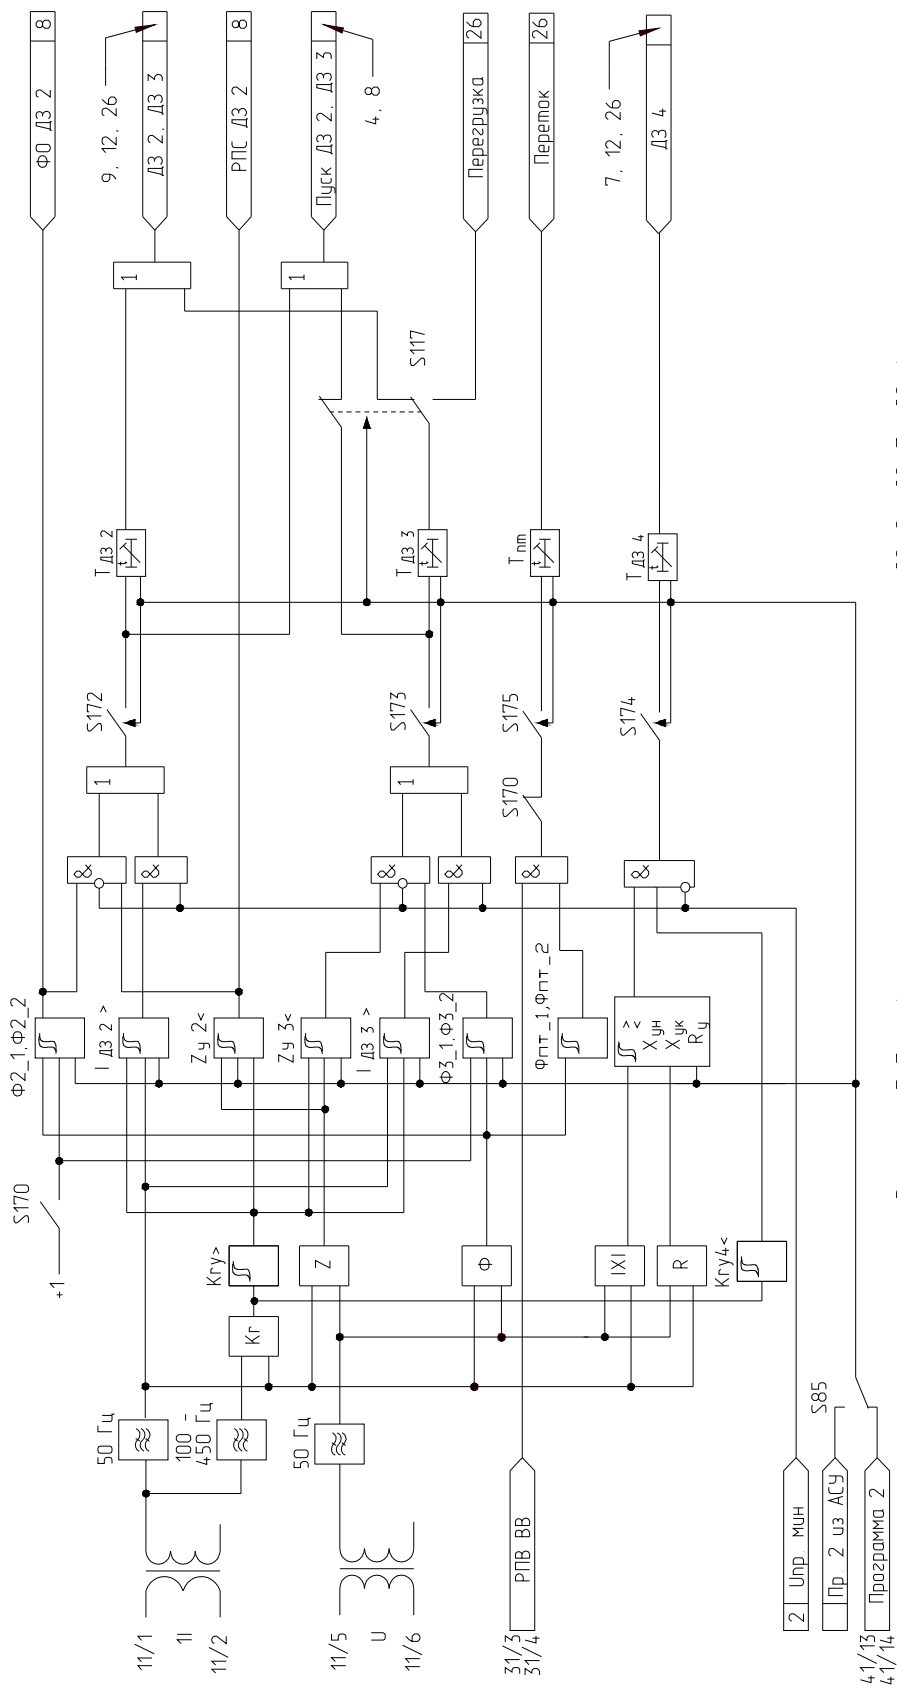 11/1
1I
11/2
11/5
U
11/6
31/3
31/4
РПВ ВВ
2 Uпр. мин
Пр. 2 из АСУ
41/13
41/14
Программа 2
50 Гц
100 -
450 Гц
50 Гц
S85
Кг
+1
S170
Кгу>
Z
Ф
|X|
R
Кгу4<
Ф2_1,Ф2_2
I ДЗ 2 >
Zу 2<
Zу 3<
I ДЗ 3 >
Ф3_1,Ф3_2
Фпт_1,Фпт_2
>
<
Xун
Xук
Rу
&
&
&
&
&
&
1
1
S170
S172
S173
S175
S174
Т ДЗ 2
t
Т ДЗ 3
t
Т пт
t
Т ДЗ 4
t
S117
1
1
ФО ДЗ 2 8
9, 12, 26
ДЗ 2, ДЗ 3
РПС ДЗ 2 8
Пуск ДЗ 2, ДЗ 3
4, 8
Перегрузка 26
Переток 26
7, 12, 26
ДЗ 4